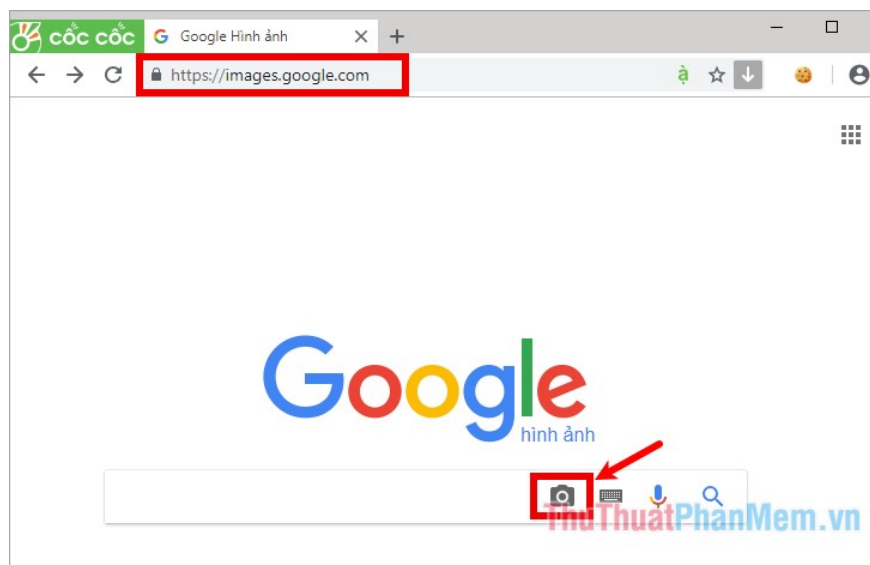 cốc cốc
Google Hình ảnh
https://images.google.com
ạ̀
Google
hình ảnh
ThuThuatPhanMem.vn